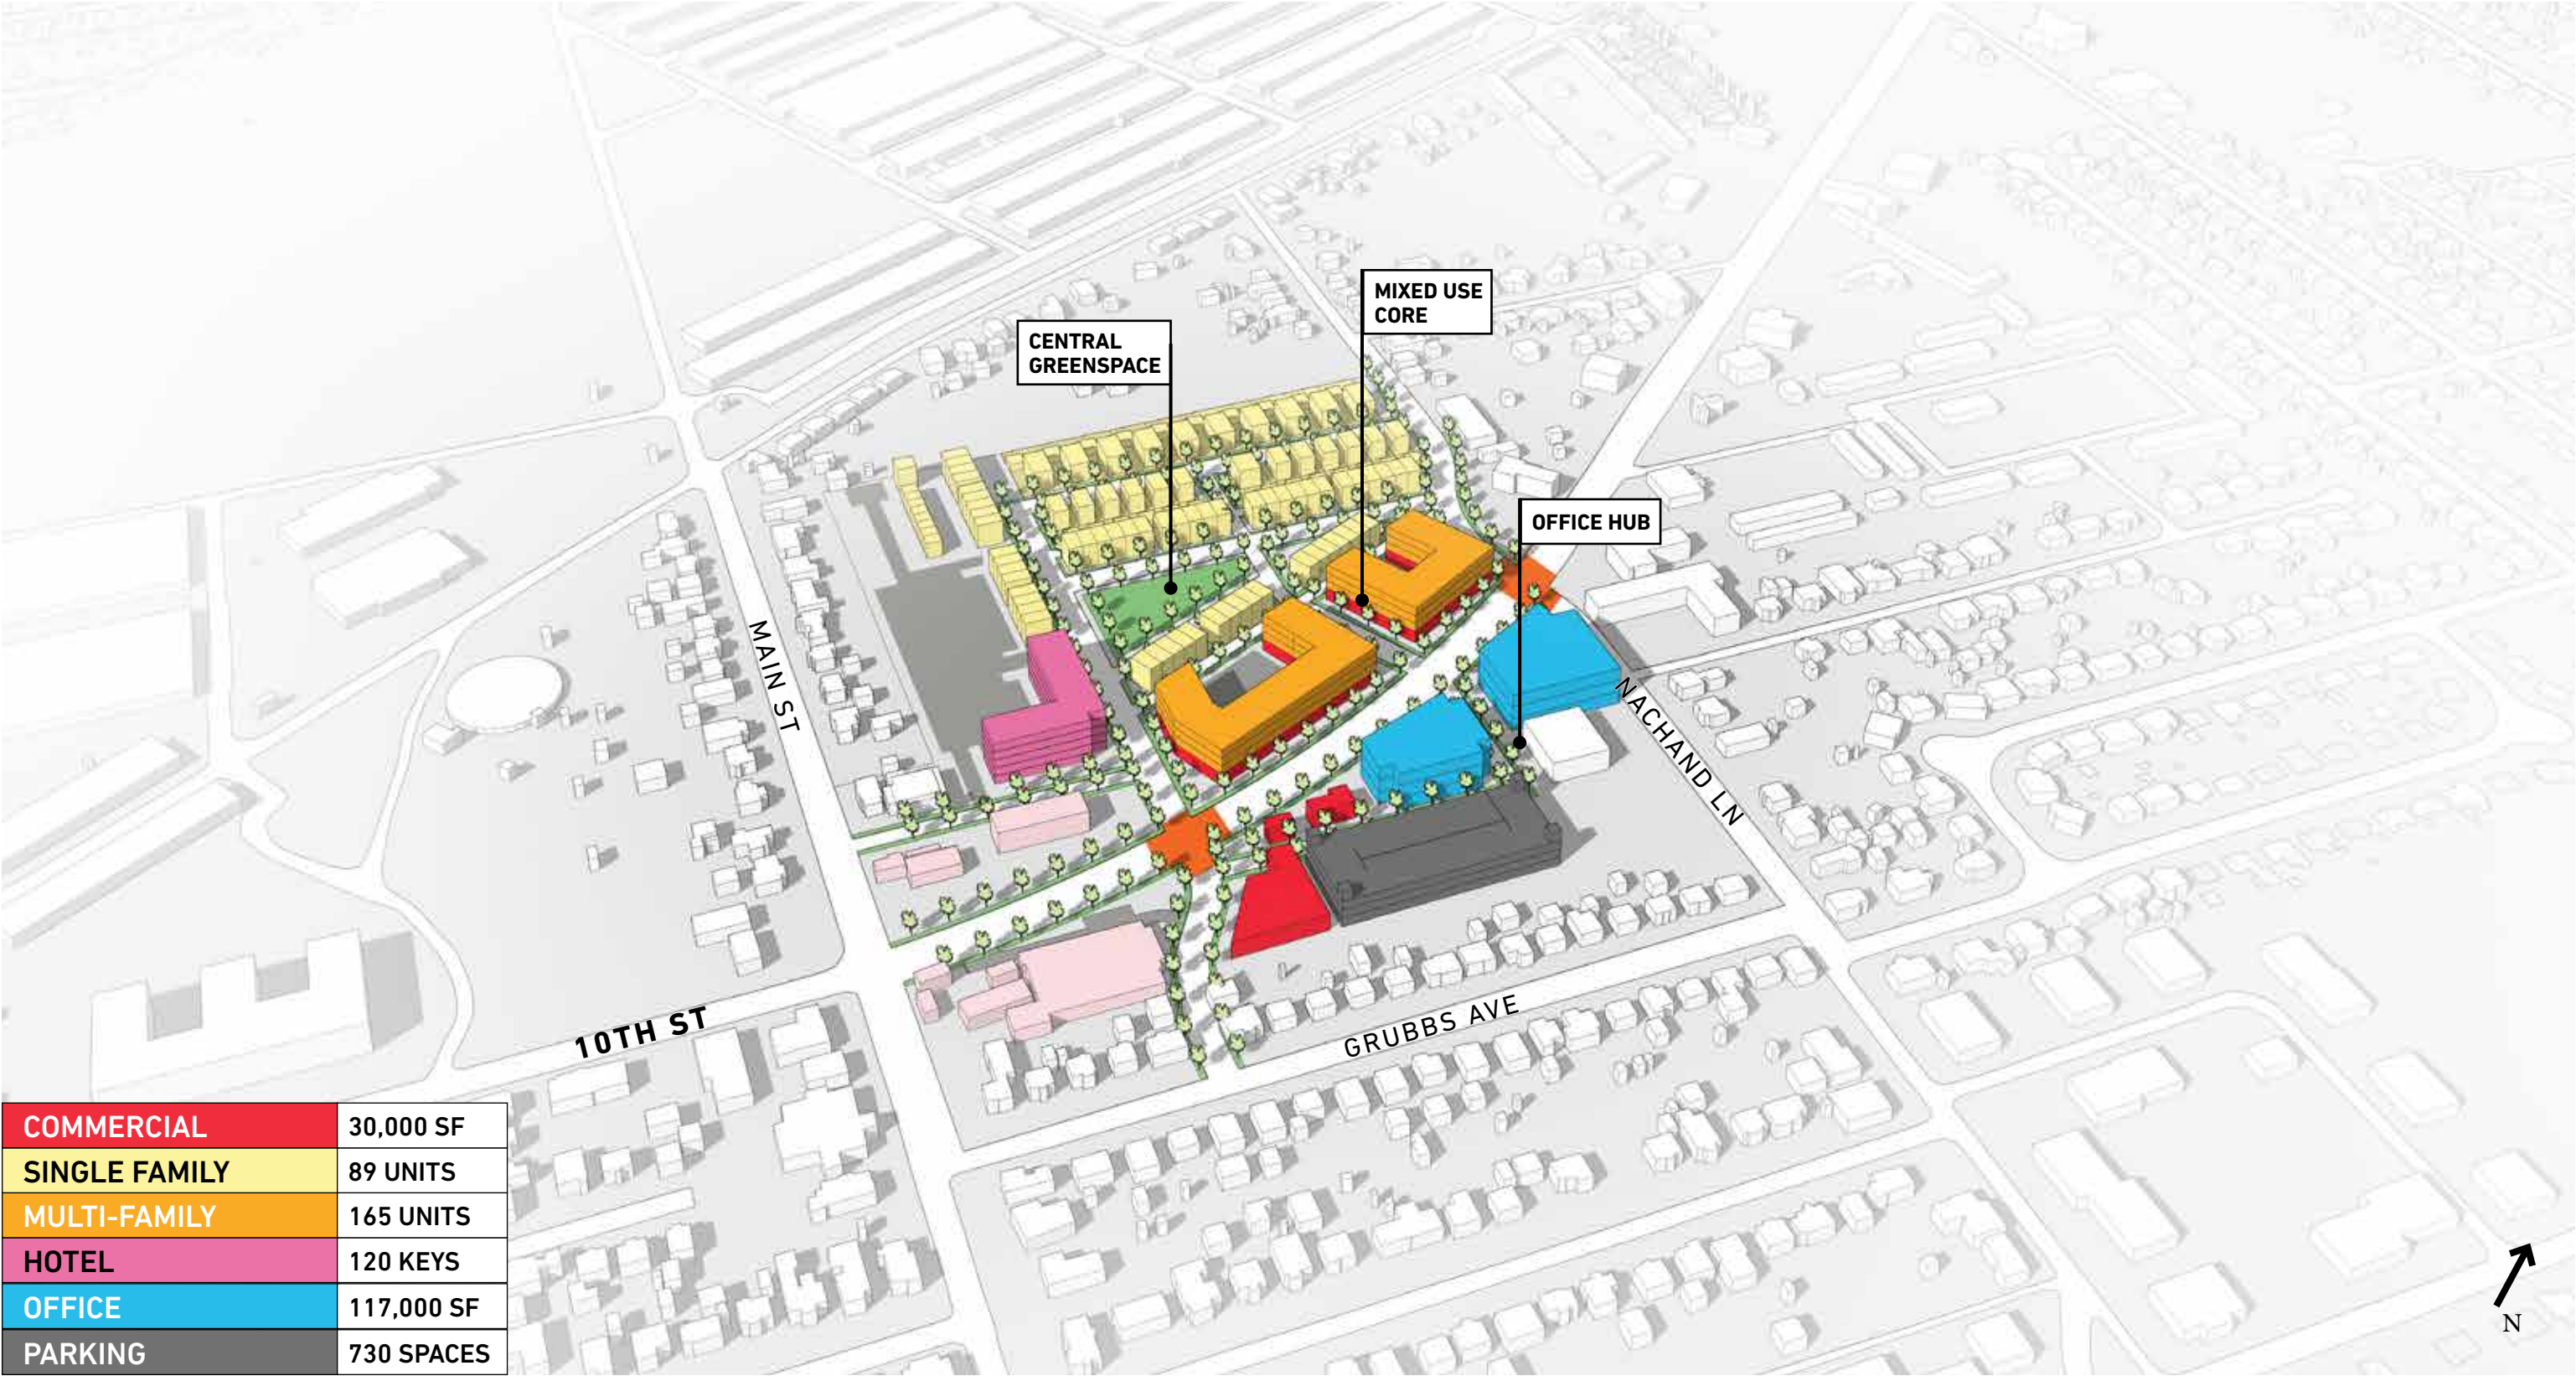 MIXED USE
CORE
CENTRAL
GREENSPACE
OFFICE HUB
MAIN ST
NACHAND LN
10TH ST
GRUBBS AVE
COMMERCIAL 30,000 SF
SINGLE FAMILY 89 UNITS
MULTI-FAMILY 165 UNITS
HOTEL 120 KEYS
OFFICE 117,000 SF
PARKING 730 SPACES
N